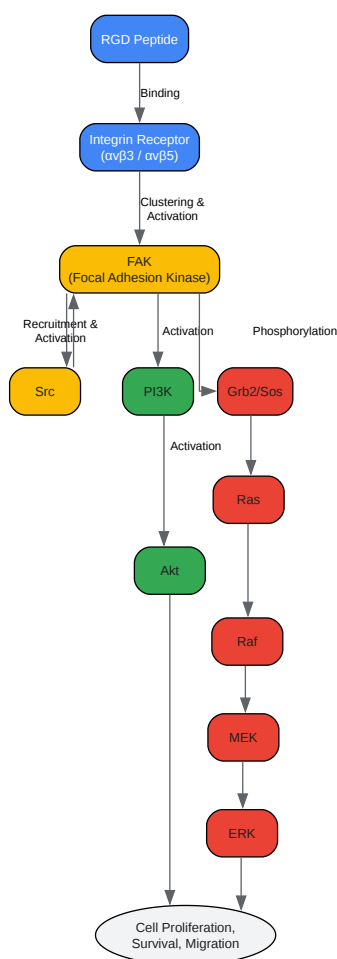 RGD Peptide
Binding
Integrin Receptor
(αvβ3 / αvβ5)
Clustering &
Activation
FAK
(Focal Adhesion Kinase)
Recruitment &
Activation
Activation
Phosphorylation
Src
PI3K
Grb2/Sos
Activation
Ras
Akt
Raf
MEK
ERK
Cell Proliferation,
Survival, Migration